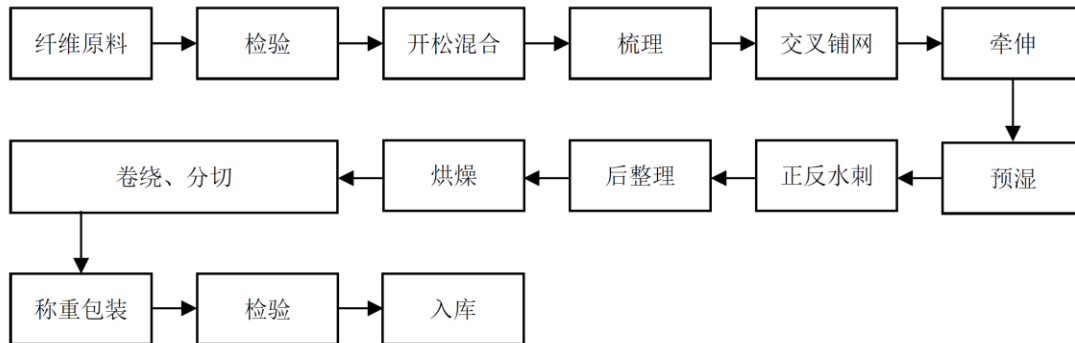 纤维原料
检验
开松混合
梳理
交叉铺网
牵伸
预湿
正反水刺
后整理
烘燥
卷绕、分切
称重包装
检验
入库